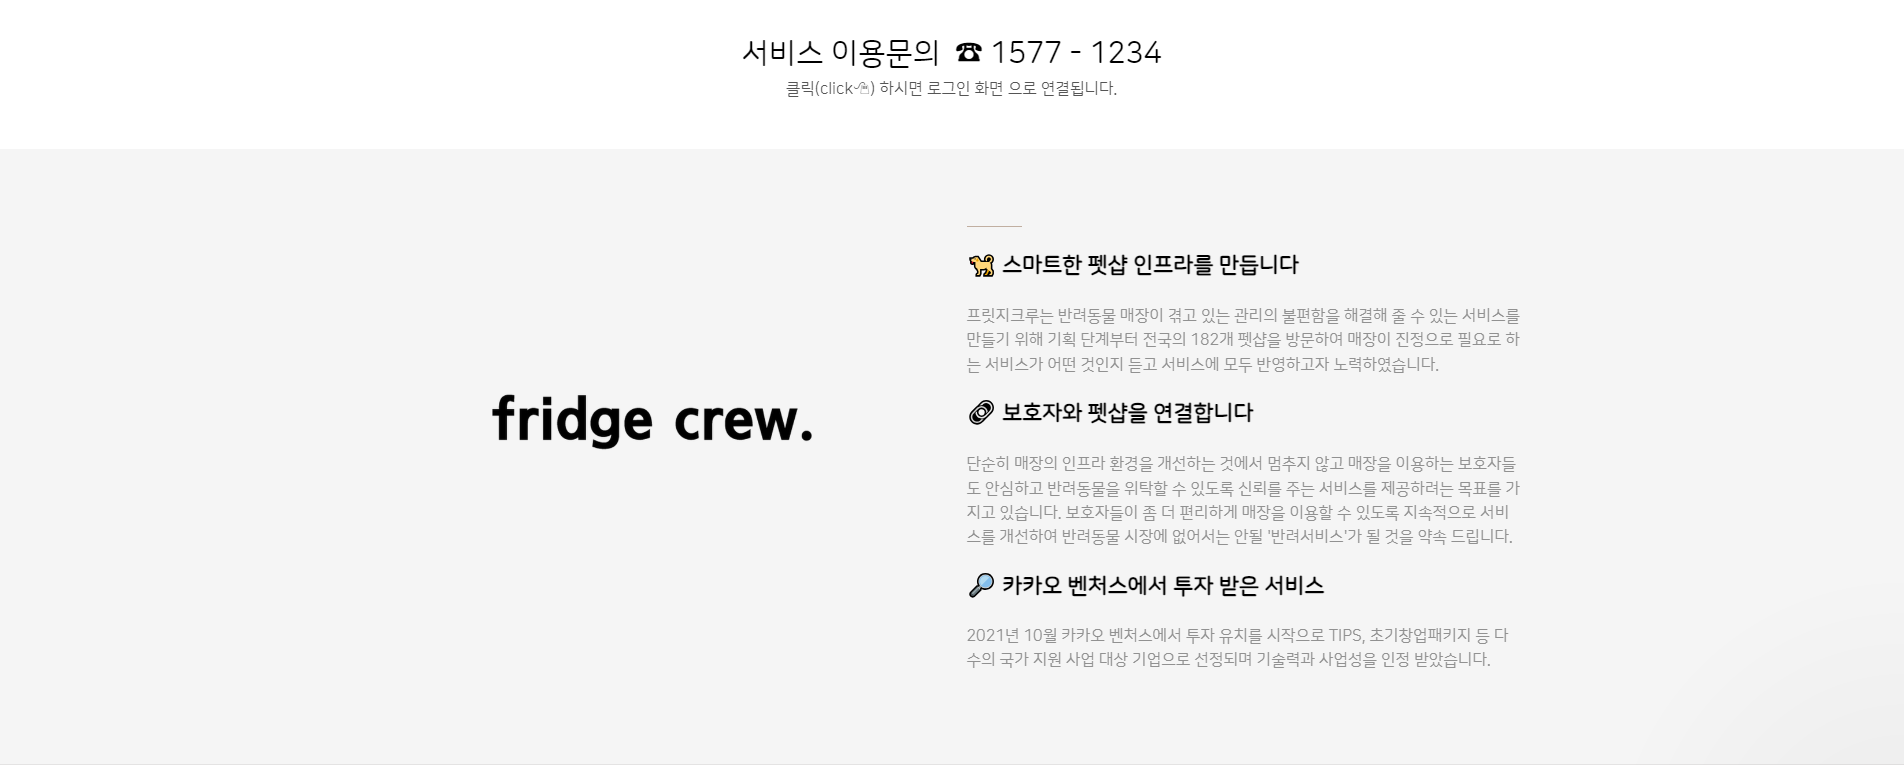 서비스 이용문의 ☎ 1577 - 1234
클릭(click🖱) 하시면 로그인 화면 으로 연결됩니다.
fridge crew.
🐕 스마트한 펫샵 인프라를 만듭니다
프릿지크루는 반려동물 매장이 겪고 있는 관리의 불편함을 해결해 줄 수 있는 서비스를
만들기 위해 기획 단계부터 전국의 182개 펫샵을 방문하여 매장이 진정으로 필요로 하
는 서비스가 어떤 것인지 듣고 서비스에 모두 반영하고자 노력하였습니다.
🔗 보호자와 펫샵을 연결합니다
단순히 매장의 인프라 환경을 개선하는 것에서 멈추지 않고 매장을 이용하는 보호자들
도 안심하고 반려동물을 위탁할 수 있도록 신뢰를 주는 서비스를 제공하려는 목표를 가
지고 있습니다. 보호자들이 좀 더 편리하게 매장을 이용할 수 있도록 지속적으로 서비
스를 개선하여 반려동물 시장에 없어서는 안될 '반려서비스'가 될 것을 약속 드립니다.
🔎 카카오 벤처스에서 투자 받은 서비스
2021년 10월 카카오 벤처스에서 투자 유치를 시작으로 TIPS, 초기창업패키지 등 다
수의 국가 지원 사업 대상 기업으로 선정되며 기술력과 사업성을 인정 받았습니다.